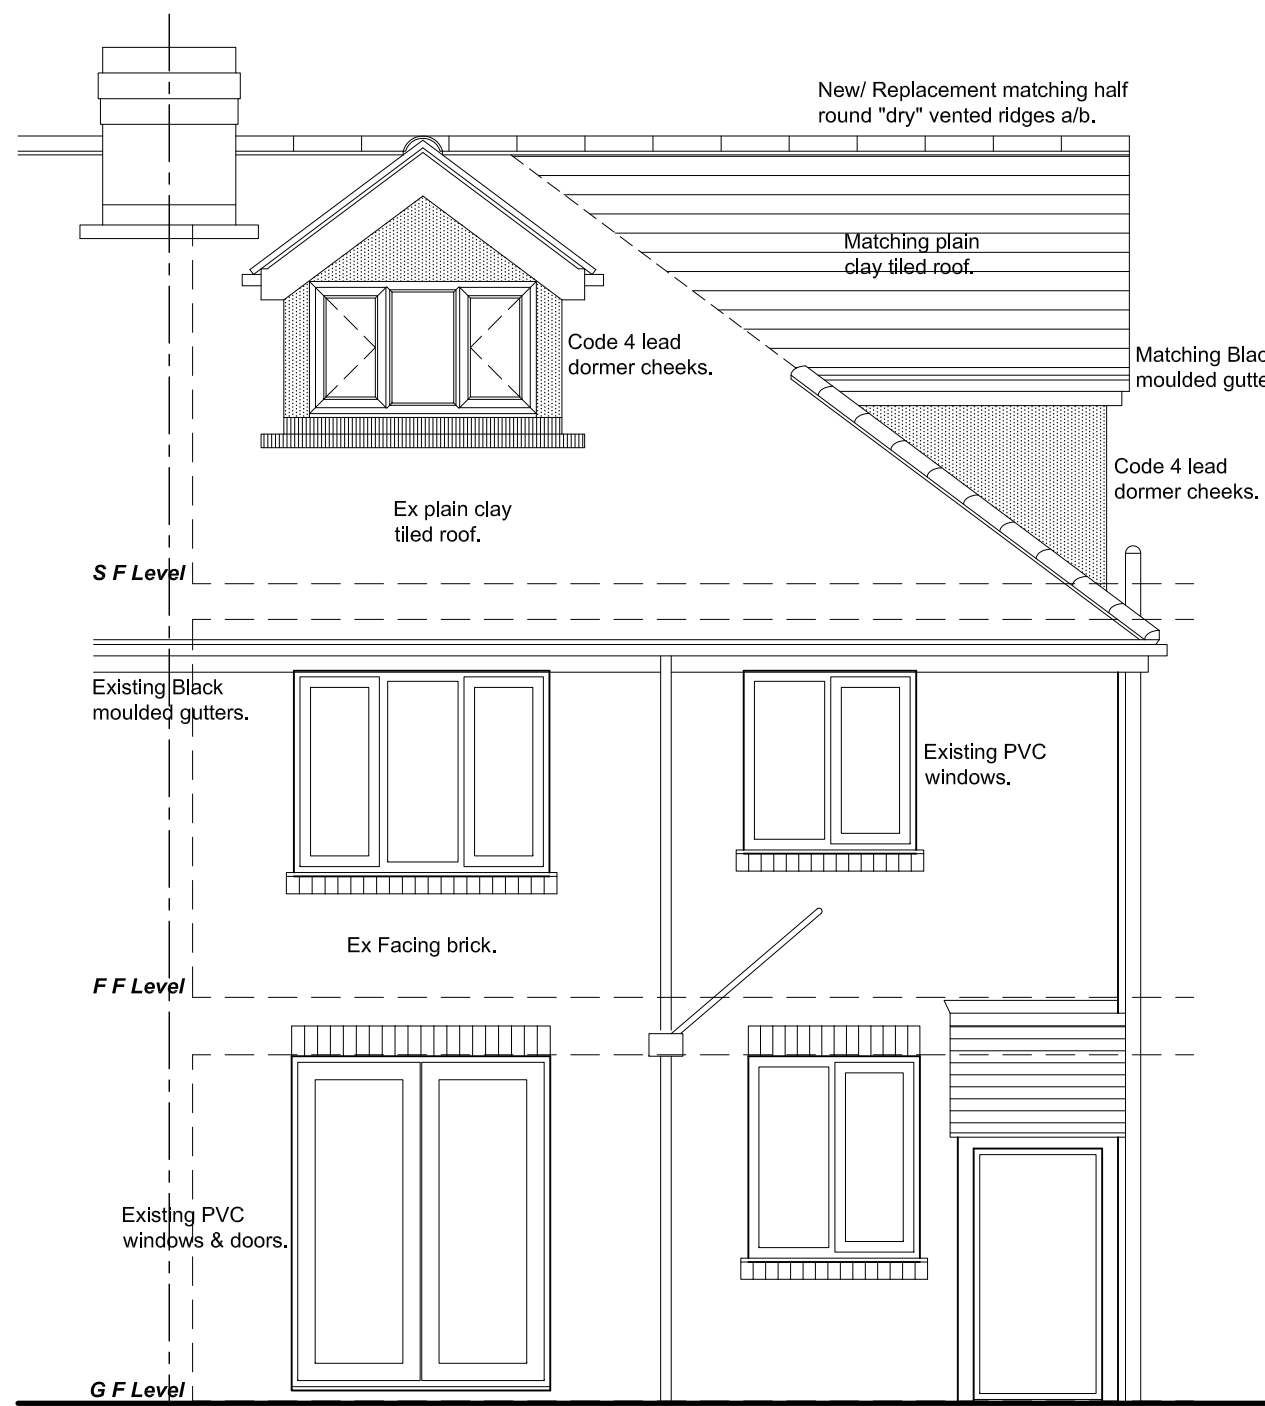 New/ Replacement matching half
round "dry" vented ridges a/b.
Matching plain
clay tiled roof.
Code 4 lead
dormer cheeks.
Matching
moulded
Code 4 lead
dormer cheeks.
Ex plain clay
tiled roof.
S F Level
Existing Black
moulded gutters.
Existing PVC
windows.
Ex Facing brick.
F F Level
Existing PVC
windows & doors.
G F Level